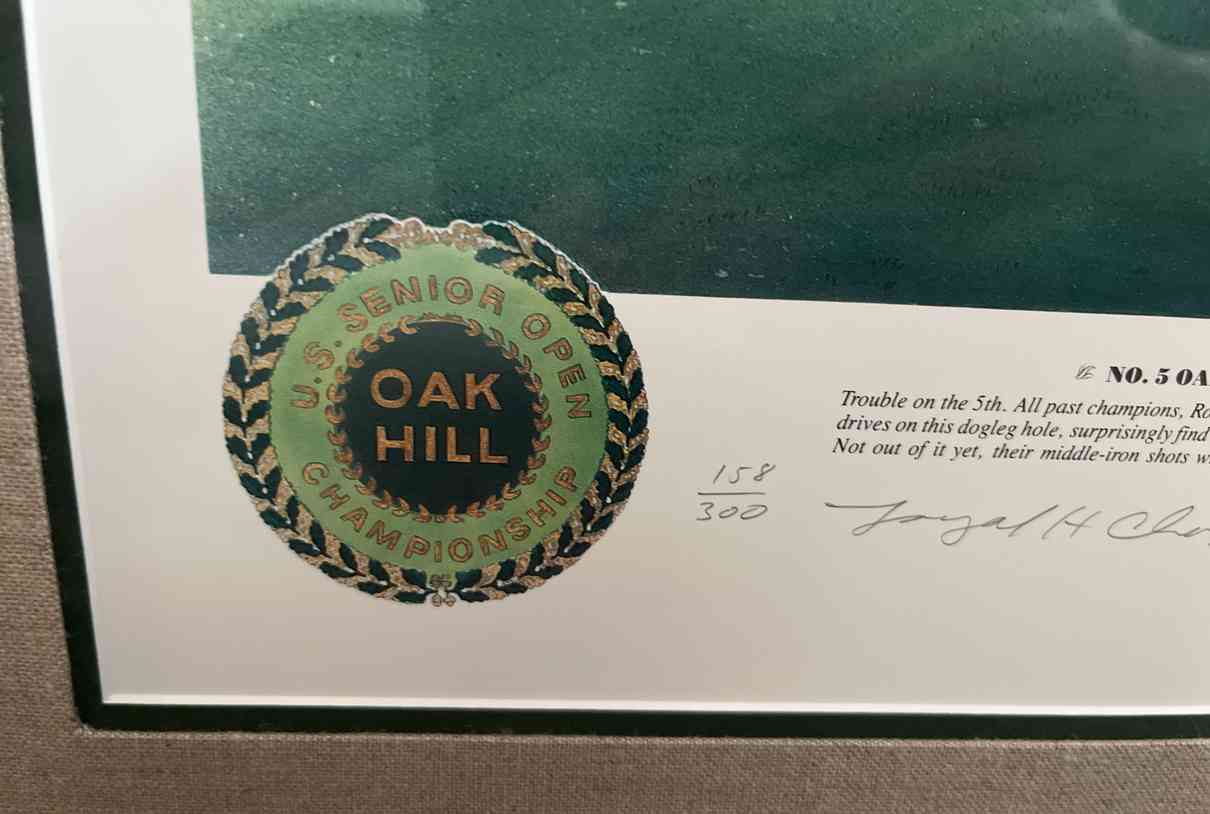 U.S. SENIOR OPEN
OAK
HILL
CHAMPIONSHIP
NO. 5 OA
Trouble on the 5th. All past champions, Ro
drives on this dogleg hole, surprisingly find
Not out of it yet, their middle-iron shots w
158
300
Loyal H